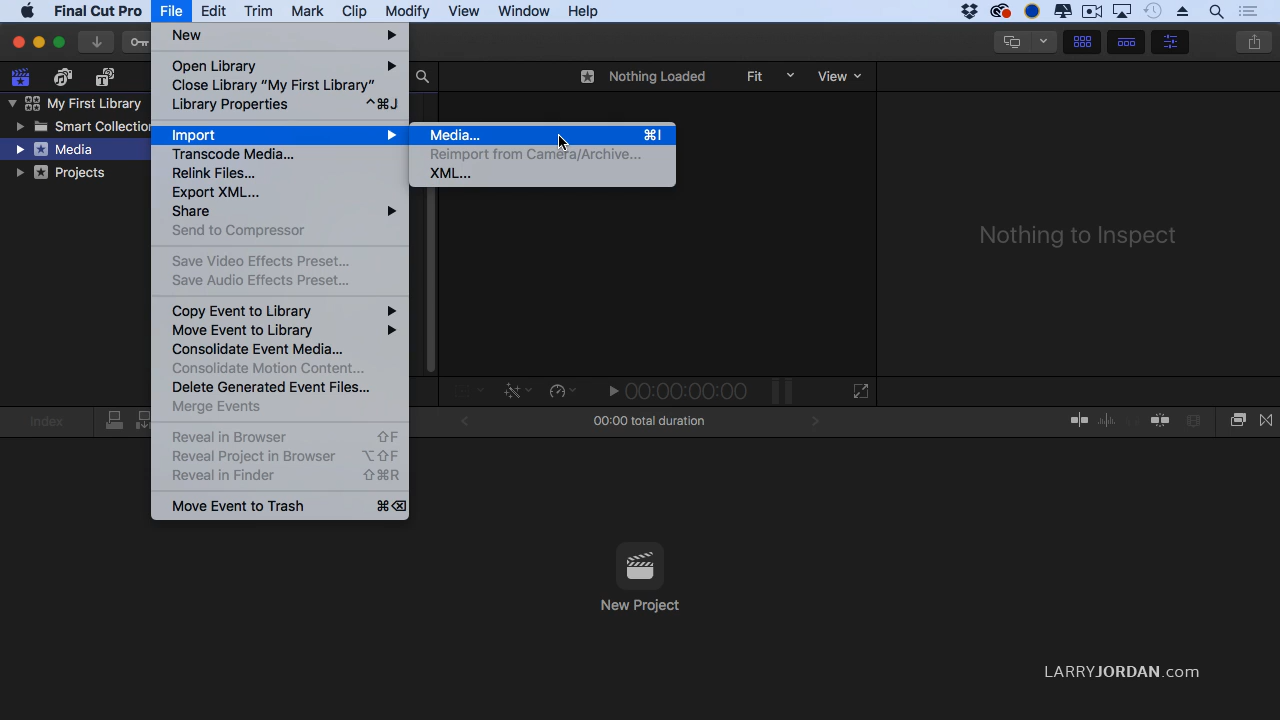 Final Cut Pro File Edit Trim Mark Clip Modify View Window Help
New
Open Library
Close Library “My First Library”
Library Properties ^⌘J
Import
Transcode Media...
Relink Files...
Export XML...
Share
Send to Compressor
Save Video Effects Preset...
Save Audio Effects Preset...
Copy Event to Library
Move Event to Library
Consolidate Event Media...
Consolidate Motion Content...
Delete Generated Event Files...
Merge Events
Reveal in Browser ⇧F
Reveal Project in Browser ⌥⇧F
Reveal in Finder ⇧⌘R
Move Event to Trash ⌘⌫
Media... ⌘I
Reimport from Camera/Archive...
XML...
My First Library
Smart Collection
Media
Projects
Nothing Loaded Fit View
Nothing to Inspect
00:00:00:00
Index
00:00 total duration
New Project
LARRYJORDAN.com